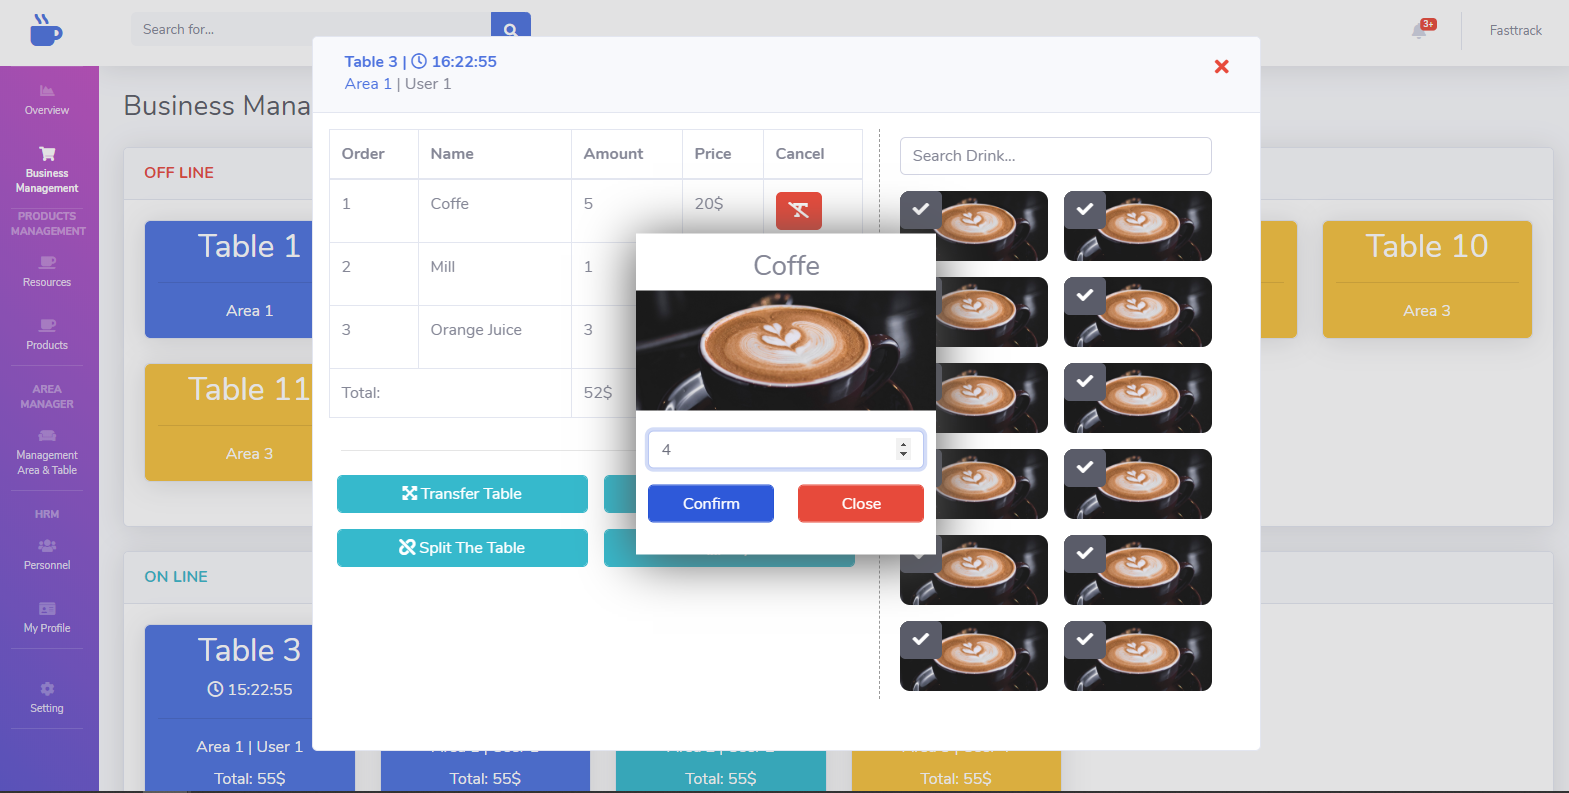 Search for...
3+
Fasttrack
Overview
Business
Management
PRODUCTS
MANAGEMENT
Resources
Products
AREA
MANAGER
Management
Area & Table
HRM
Personnel
My Profile
Setting
Business Mana
OFF LINE
Table 1
Area 1
Table 10
Area 3
Table 11
Area 3
ON LINE
Table 3
15:22:55
Area 1 | User 1
Total: 55$
Total: 55$
Total: 55$
Total: 55$
Table 3 | 16:22:55
Area 1 | User 1
Order Name Amount Price Cancel
1 Coffe 5 20$
2 Mill 1
3 Orange Juice 3
Total: 52$
Transfer Table
Split The Table
Search Drink...
Coffe
4
Confirm Close